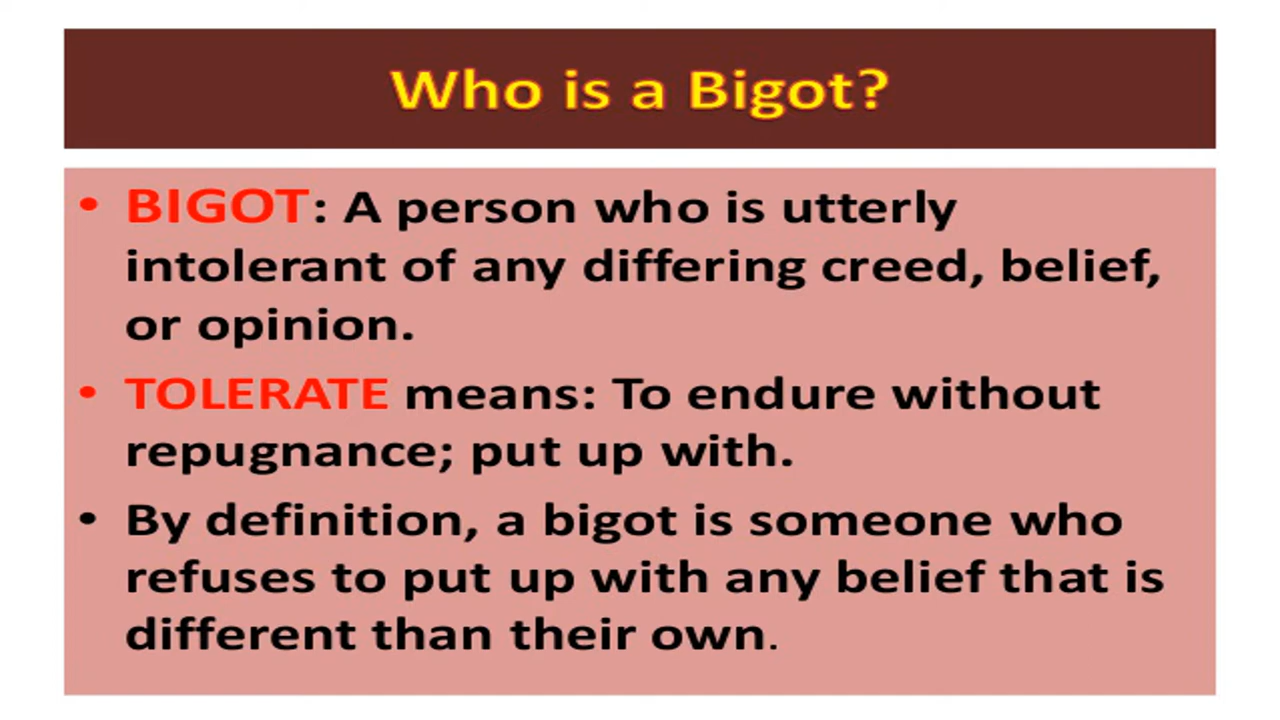 Who is a Bigot?
• BIGOT: A person who is utterly
intolerant of any differing creed, belief,
or opinion.
• TOLERATE means: To endure without
repugnance; put up with.
• By definition, a bigot is someone who
refuses to put up with any belief that is
different than their own.